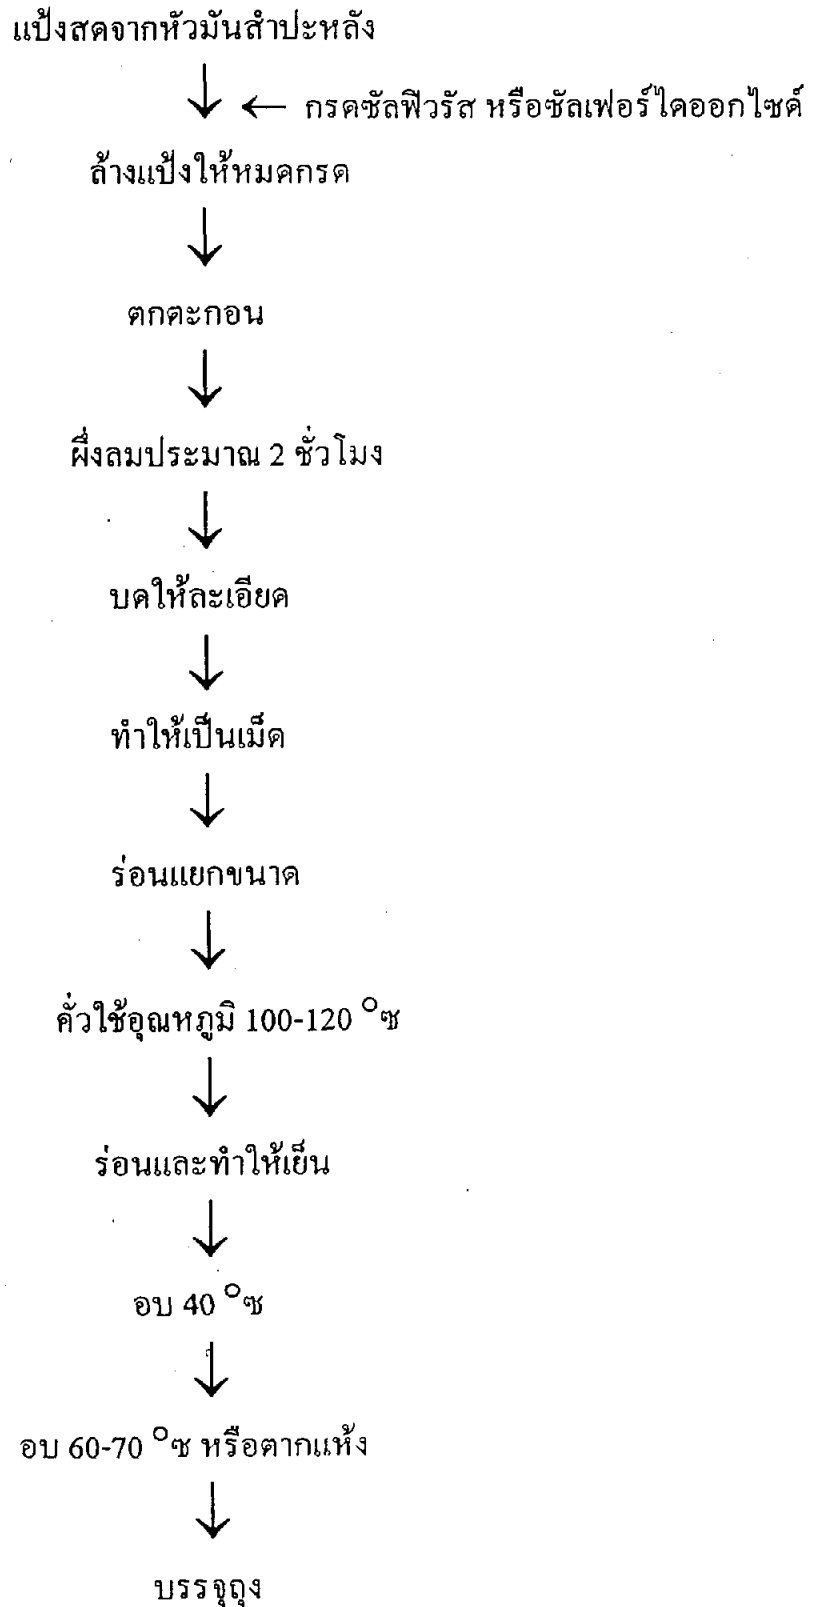 แป้งสดจากหัวมันสำปะหลัง
กรดซัลฟิวรัส หรือซัลเฟอร์ไดออกไซด์
ล้างแป้งให้หมดกรด
ตกตะกอน
ผึ่งลมประมาณ 2 ชั่วโมง
บดให้ละเอียด
ทำให้เป็นเม็ด
ร่อนแยกขนาด
คั่วใช้อุณหภูมิ 100-120 °ซ
ร่อนและทำให้เย็น
อบ 40 °ซ
อบ 60-70 °ซ หรือตากแห้ง
บรรจุถุง